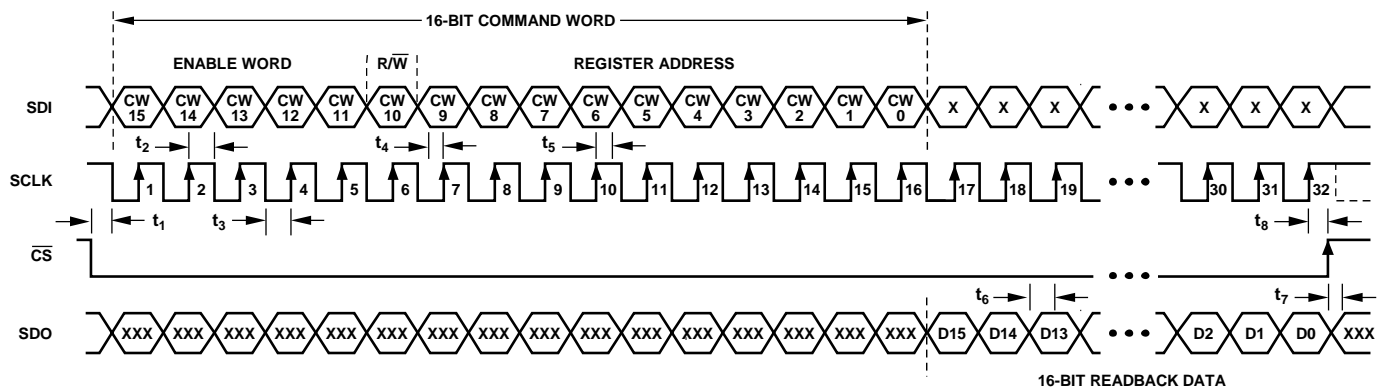 16-BIT COMMAND WORD
ENABLE WORD R/W REGISTER ADDRESS
SDI CW 15 CW 14 CW 13 CW 12 CW 11 CW 10 CW 9 CW 8 CW 7 CW 6 CW 5 CW 4 CW 3 CW 2 CW 1 CW 0 X X X X X X
t2 t4 t5
SCLK 1 2 3 4 5 6 7 8 9 10 11 12 13 14 15 16 17 18 19 30 31 32
t1 t3 t8
CS
t6 t7
SDO XXX XXX XXX XXX XXX XXX XXX XXX XXX XXX XXX XXX XXX XXX XXX XXX D15 D14 D13 D2 D1 D0 XXX
16-BIT READBACK DATA